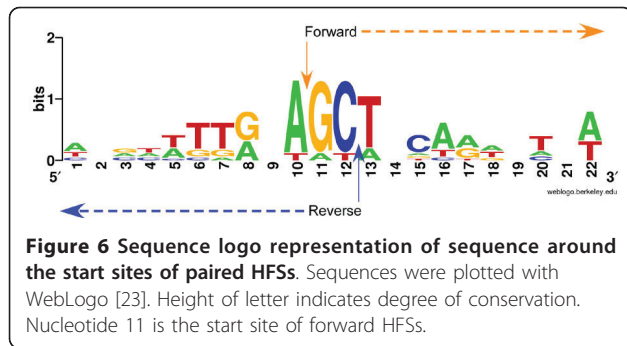 Forward
2
1
0
bits
A G C T
1 2 3 4 5 6 7 8 9 10 11 12 13 14 15 16 17 18 19 20 21 22
5′ 3′
weblogo.berkeley.edu
Reverse
Figure 6 Sequence logo representation of sequence around
the start sites of paired HFSs. Sequences were plotted with
WebLogo [23]. Height of letter indicates degree of conservation.
Nucleotide 11 is the start site of forward HFSs.